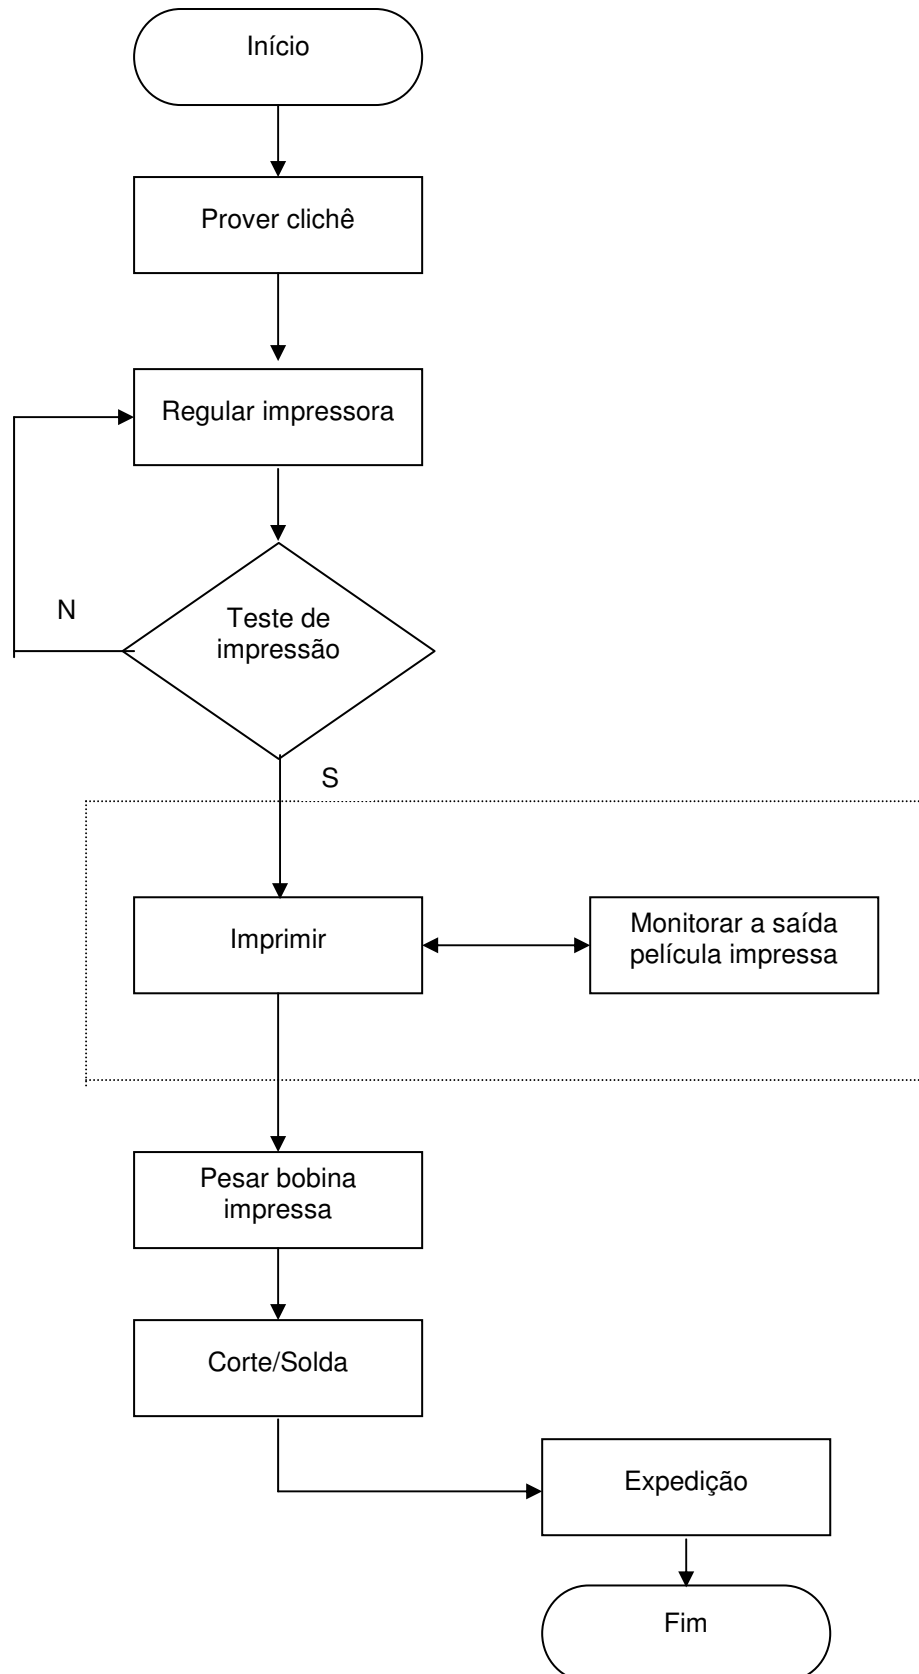 Início
Prover clichê
Regular impressora
N
Teste de
impressão
S
Imprimir
Monitorar a saída
película impressa
Pesar bobina
impressa
Corte/Solda
Expedição
Fim